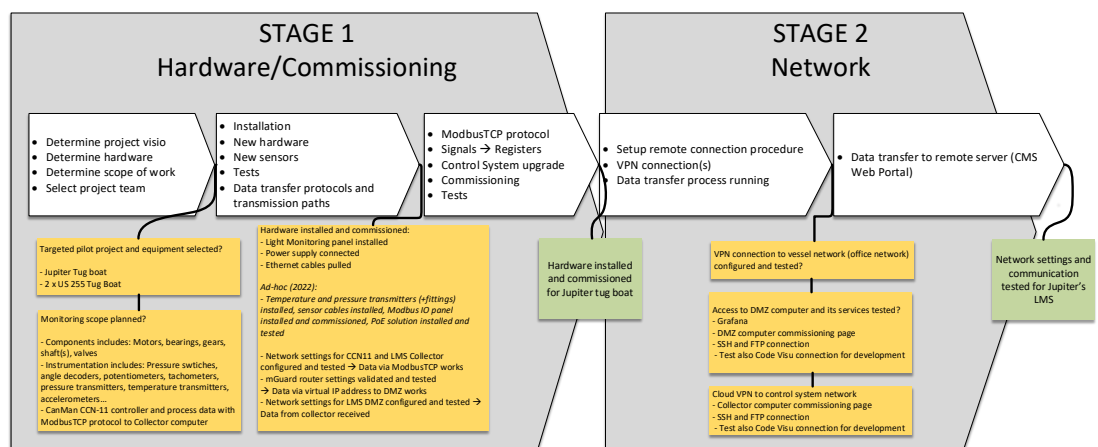 STAGE 1
Hardware/Commissioning
STAGE 2
Network
• Determine project visio
• Determine hardware
• Determine scope of work
• Select project team
• Installation
• New hardware
• New sensors
• Tests
• Data transfer protocols and
transmission paths
• ModbusTCP protocol
• Signals → Registers
• Control System upgrade
• Commissioning
• Tests
• Setup remote connection procedure
• VPN connection(s)
• Data transfer process running
• Data transfer to remote server (CMS
Web Portal)
Targeted pilot project and equipment selected?
- Jupiter Tug boat
- 2 x US 255 Tug Boat
Monitoring scope planned?
- Components includes: Motors, bearings, gears,
shaft(s), valves
- Instrumentation includes: Pressure swtiches,
angle decoders, potentiometers, tachometers,
pressure transmitters, temperature transmitters,
accelerometers…
- CanMan CCN-11 controller and process data with
ModbusTCP protocol to Collector computer
Hardware installed and commissioned:
- Light Monitoring panel installed
- Power supply connected
- Ethernet cables pulled
Ad-hoc (2022):
- Temperature and pressure transmitters (+fittings)
installed, sensor cables installed, Modbus IO panel
panel installed and commissioned, PoE solution installed and
tested
- Network settings for CCN11 and LMS Collector
configured and tested → Data via ModbusTCP works
- mGuard router settings validated and tested
→ Data via virtual IP address to DMZ works
- Network settings for LMS DMZ configured and tested →
Data from collector received
Hardware installed
and commissioned
for Jupiter tug boat
VPN connection to vessel network (office network)
configured and tested?
Access to DMZ computer and its services tested?
- Grafana
- DMZ computer commissioning page
- SSH and FTP connection
- Test also Code Visu connection for development
Cloud VPN to control system network
- Collector computer commissioning page
- SSH and FTP connection
- Test also Code Visu connection for development
Network settings and
communication
tested for Jupiter's
LMS